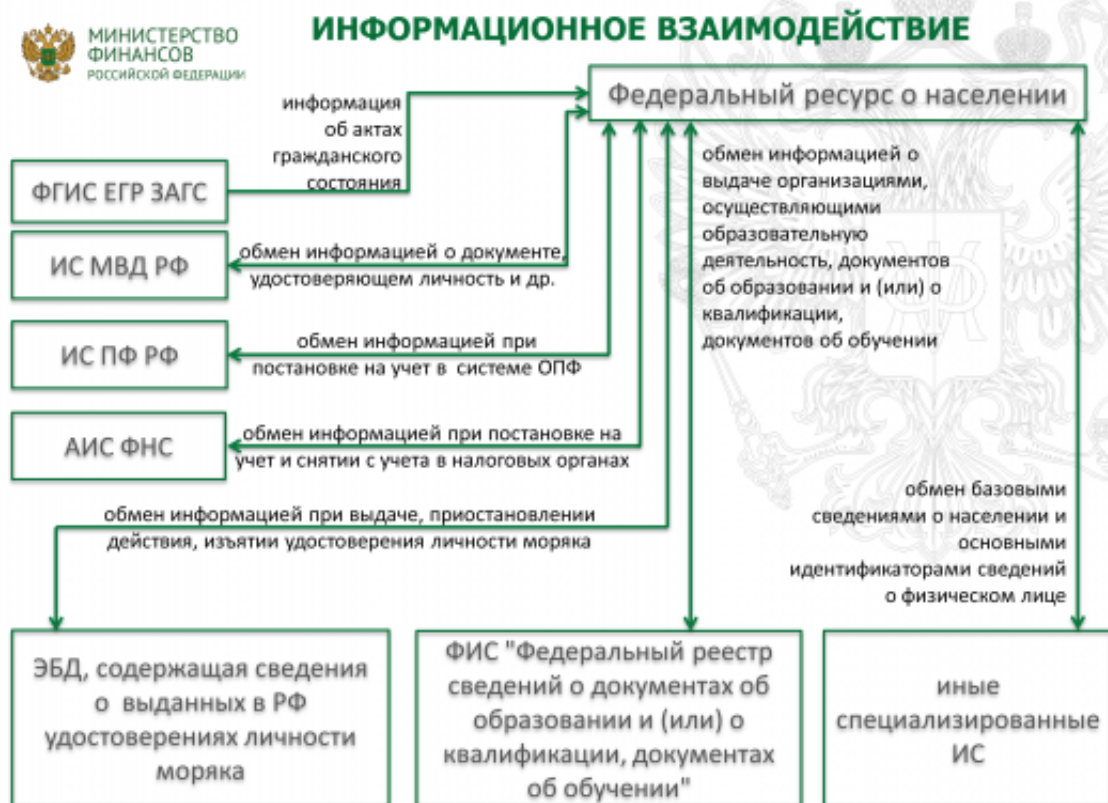 МИНИСТЕРСТВО
ФИНАНСОВ
РОССИЙСКОЙ ФЕДЕРАЦИИ
ИНФОРМАЦИОННОЕ ВЗАИМОДЕЙСТВИЕ
Федеральный ресурс о населении
информация
об актах
гражданского
состояния
ФГИС ЕГР ЗАГС
ИС МВД РФ
обмен информацией о документе,
удостоверяющем личность и др.
ИС ПФ РФ
обмен информацией при
постановке на учет в системе ОПФ
АИС ФНС
обмен информацией при постановке на
учет и снятии с учета в налоговых органах
обмен информацией о
выдаче организациями,
осуществляющими
образовательную
деятельность, документов
об образовании и (или) о
квалификации,
документов об обучении
обмен информацией при выдаче, приостановлении
действия, изъятии удостоверения личности моряка
обмен базовыми
сведениями о населении и
основными
идентификаторами сведений
о физическом лице
ЭБД, содержащая сведения
о выданных в РФ
удостоверениях личности
моряка
ФИС "Федеральный реестр
сведений о документах об
образовании и (или) о
квалификации, документах
об обучении"
иные
специализированные
ИС